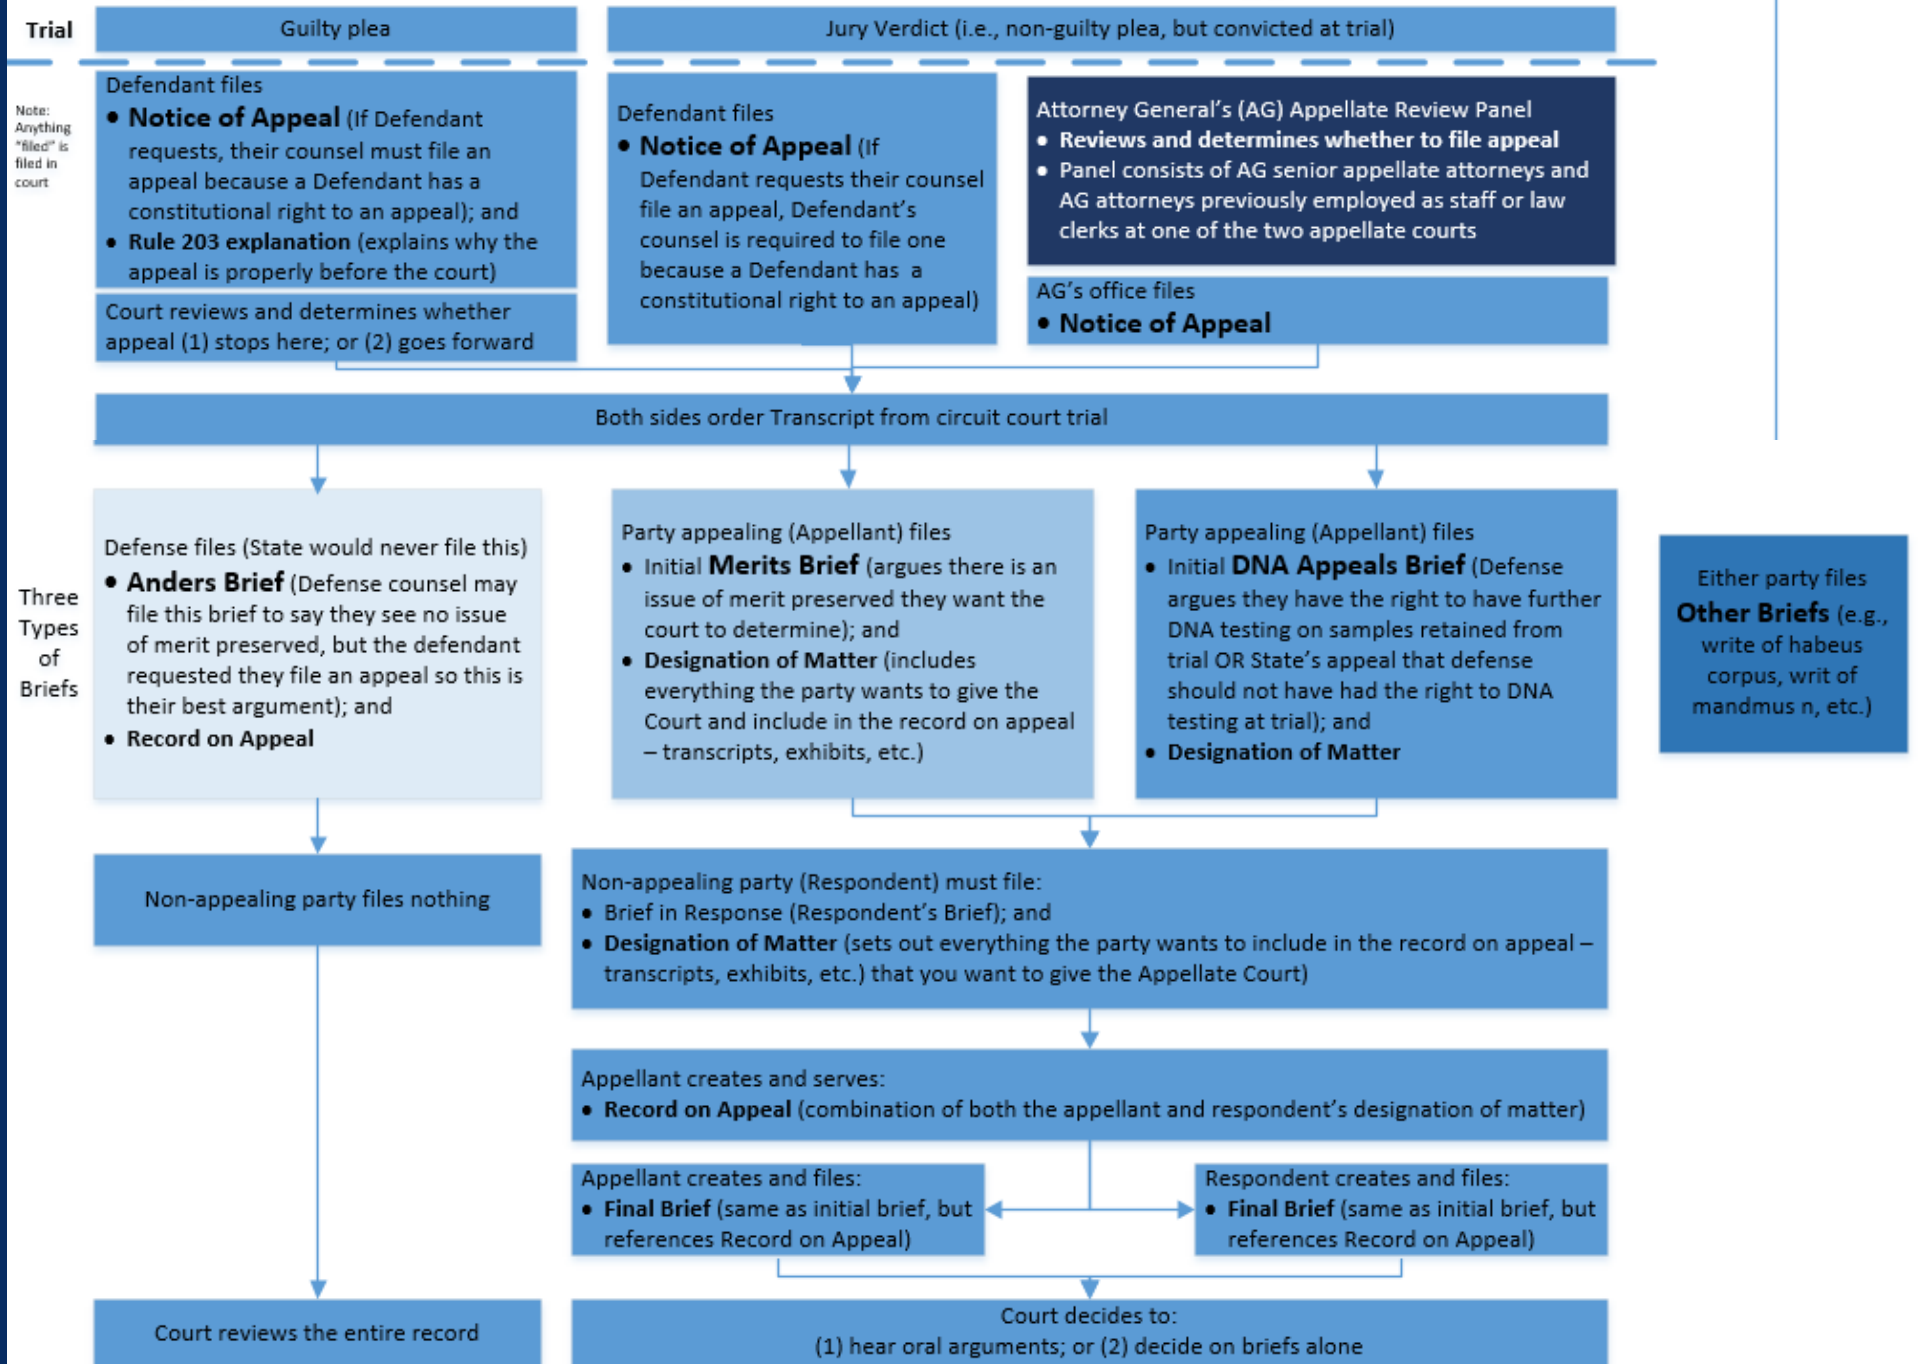 Trial
Guilty plea
Jury Verdict (i.e., non-guilty plea, but convicted at trial)
Note:
Anything
"filed" is
filed in
court
Defendant files
• Notice of Appeal (If Defendant
requests, their counsel must file an
appeal because a Defendant has a
constitutional right to an appeal); and
• Rule 203 explanation (explains why the
appeal is properly before the court)
Court reviews and determines whether
appeal (1) stops here; or (2) goes forward
Defendant files
• Notice of Appeal (If
Defendant requests their counsel
file an appeal, Defendant's
counsel is required to file one
because a Defendant has a
constitutional right to an appeal)
Attorney General's (AG) Appellate Review Panel
• Reviews and determines whether to file appeal
• Panel consists of AG senior appellate attorneys and
AG attorneys previously employed as staff or law
clerks at one of the two appellate courts
AG's office files
• Notice of Appeal
Both sides order Transcript from circuit court trial
Three
Types
of
Briefs
Defense files (State would never file this)
• Anders Brief (Defense counsel may
file this brief to say they see no issue
of merit preserved, but the defendant
requested they file an appeal so this is
their best argument); and
• Record on Appeal
Party appealing (Appellant) files
• Initial Merits Brief (argues there is an
issue of merit preserved they want the
court to determine); and
• Designation of Matter (includes
everything the party wants to give the
Court and include in the record on appeal
– transcripts, exhibits, etc.)
Party appealing (Appellant) files
• Initial DNA Appeals Brief (Defense
argues they have the right to have further
DNA testing on samples retained from
trial OR State's appeal that defense
should not have had the right to DNA
testing at trial); and
• Designation of Matter
Either party files
Other Briefs (e.g.,
write of habeus
corpus, writ of
mandmus n, etc.)
Non-appealing party files nothing
Non-appealing party (Respondent) must file:
• Brief in Response (Respondent's Brief); and
• Designation of Matter (sets out everything the party wants to include in the record on appeal –
transcripts, exhibits, etc.) that you want to give the Appellate Court)
Appellant creates and serves:
• Record on Appeal (combination of both the appellant and respondent's designation of matter)
Appellant creates and files:
• Final Brief (same as initial brief, but
references Record on Appeal)
Respondent creates and files:
• Final Brief (same as initial brief, but
references Record on Appeal)
Court reviews the entire record
Court decides to:
(1) hear oral arguments; or (2) decide on briefs alone